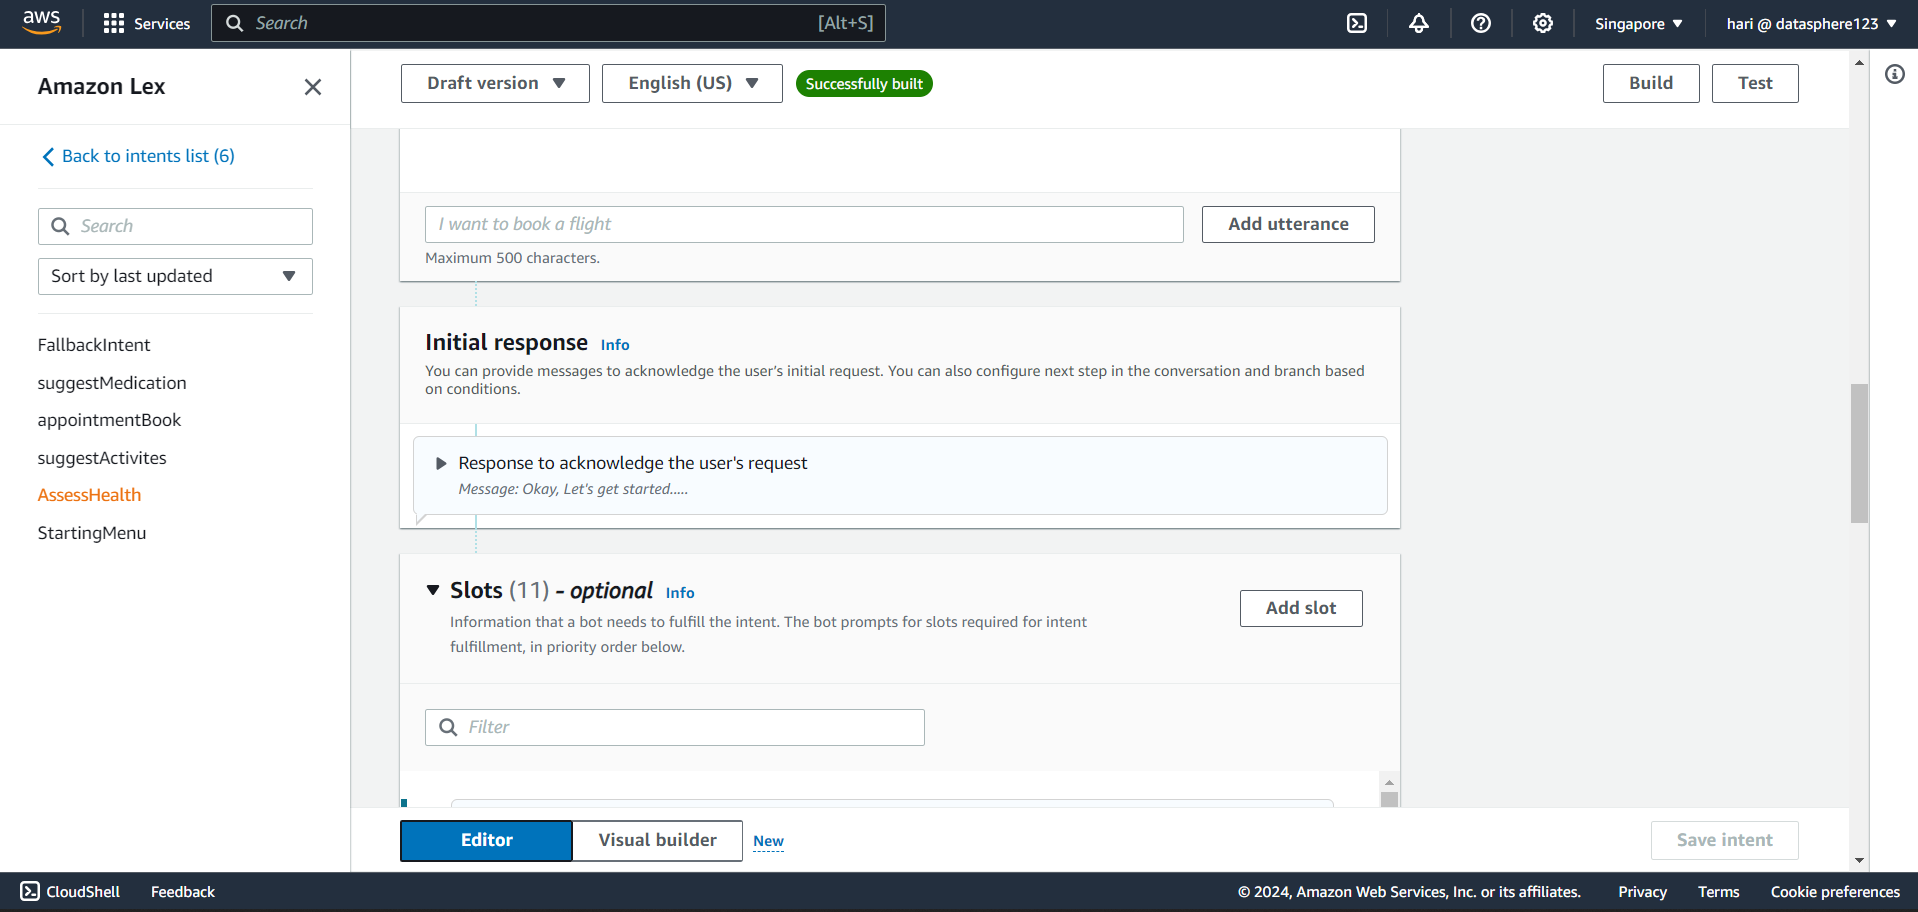 aws
Services
Search
[Alt+S]
Singapore
hari @ datasphere123
Amazon Lex
Back to intents list (6)
Search
Sort by last updated
FallbackIntent
suggestMedication
appointmentBook
suggestActivites
AssessHealth
StartingMenu
Draft version
English (US)
Successfully built
Build
Test
I want to book a flight
Add utterance
Maximum 500 characters.
Initial response Info
You can provide messages to acknowledge the user's initial request. You can also configure next step in the conversation and branch based
on conditions.
Response to acknowledge the user's request
Message: Okay, Let's get started.....
Slots (11) - optional Info
Information that a bot needs to fulfill the intent. The bot prompts for slots required for intent
fulfillment, in priority order below.
Add slot
Filter
Editor
Visual builder
New
Save intent
CloudShell
Feedback
© 2024, Amazon Web Services, Inc. or its affiliates.
Privacy
Terms
Cookie preferences